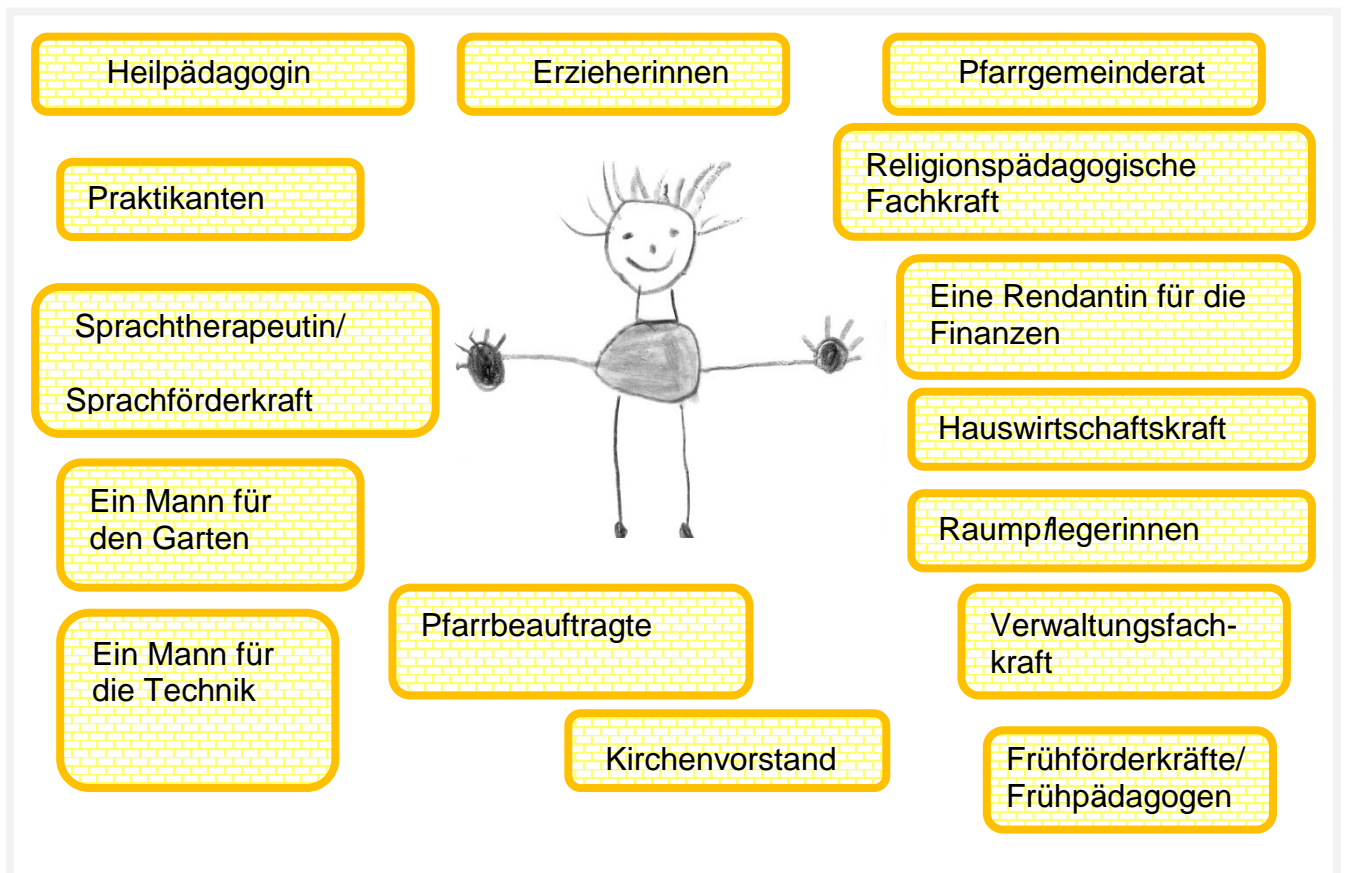 Heilpädagogin
Erzieherinnen
Pfarrgemeinderat
Praktikanten
Religionspädagogische
Fachkraft
Sprachtherapeutin/
Sprachförderkraft
Eine Rendantin für die
Finanzen
Hauswirtschaftskraft
Ein Mann für
den Garten
Raumpflegerinnen
Pfarrbeauftragte
Verwaltungsfach-
kraft
Ein Mann für
die Technik
Kirchenvorstand
Frühförderkräfte/
Frühpädagogen